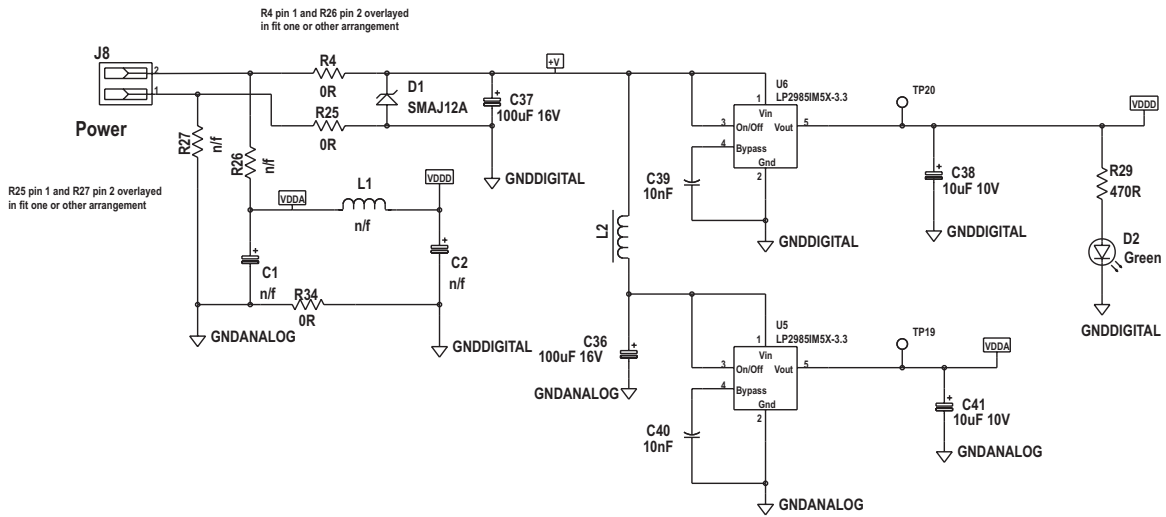 R4 pin 1 and R26 pin 2 overlayed
in fit one or other arrangement
J8
2
1
Power
R4
0R
R25
0R
D1
SMAJ12A
C37
100uF 16V
+
+V
GNDDIGITAL
R27
n/f
R26
n/f
R25 pin 1 and R27 pin 2 overlayed
in fit one or other arrangement
VDDA
L1
n/f
VDDD
+
C1
n/f
+
C2
n/f
R34
0R
GNDANALOG
GNDDIGITAL
L2
U6
LP2985IM5X-3.3
1
Vin
3
On/Off
Vout
5
4
Bypass
Gnd
2
C39
10nF
GNDDIGITAL
TP20
VDDD
+
C38
10uF 10V
GNDDIGITAL
R29
470R
D2
Green
GNDDIGITAL
C36
100uF 16V
+
GNDANALOG
U5
LP2985IM5X-3.3
1
Vin
3
On/Off
Vout
5
4
Bypass
Gnd
2
C40
10nF
GNDANALOG
TP19
VDDA
+
C41
10uF 10V
GNDANALOG